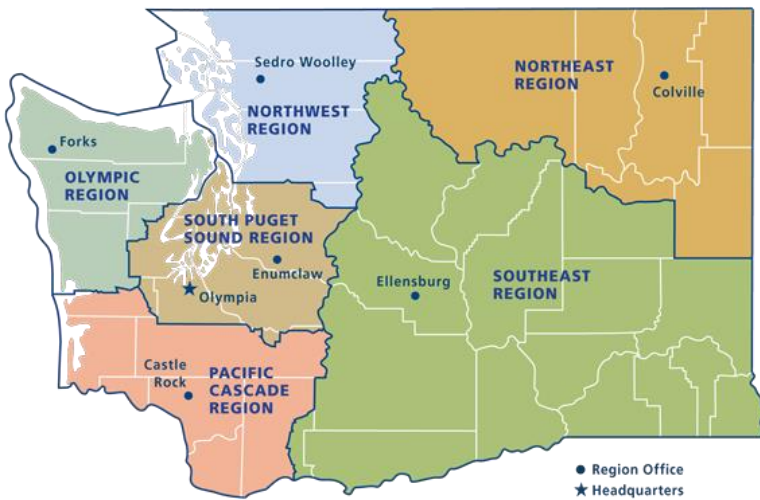 Sedro Woolley
NORTHWEST
REGION
NORTHEAST
REGION
Colville
Forks
OLYMPIC
REGION
SOUTH PUGET
SOUND REGION
Enumclaw
Olympia
Ellensburg
SOUTHEAST
REGION
Castle
Rock
PACIFIC
CASCADE
REGION
Region Office
Headquarters